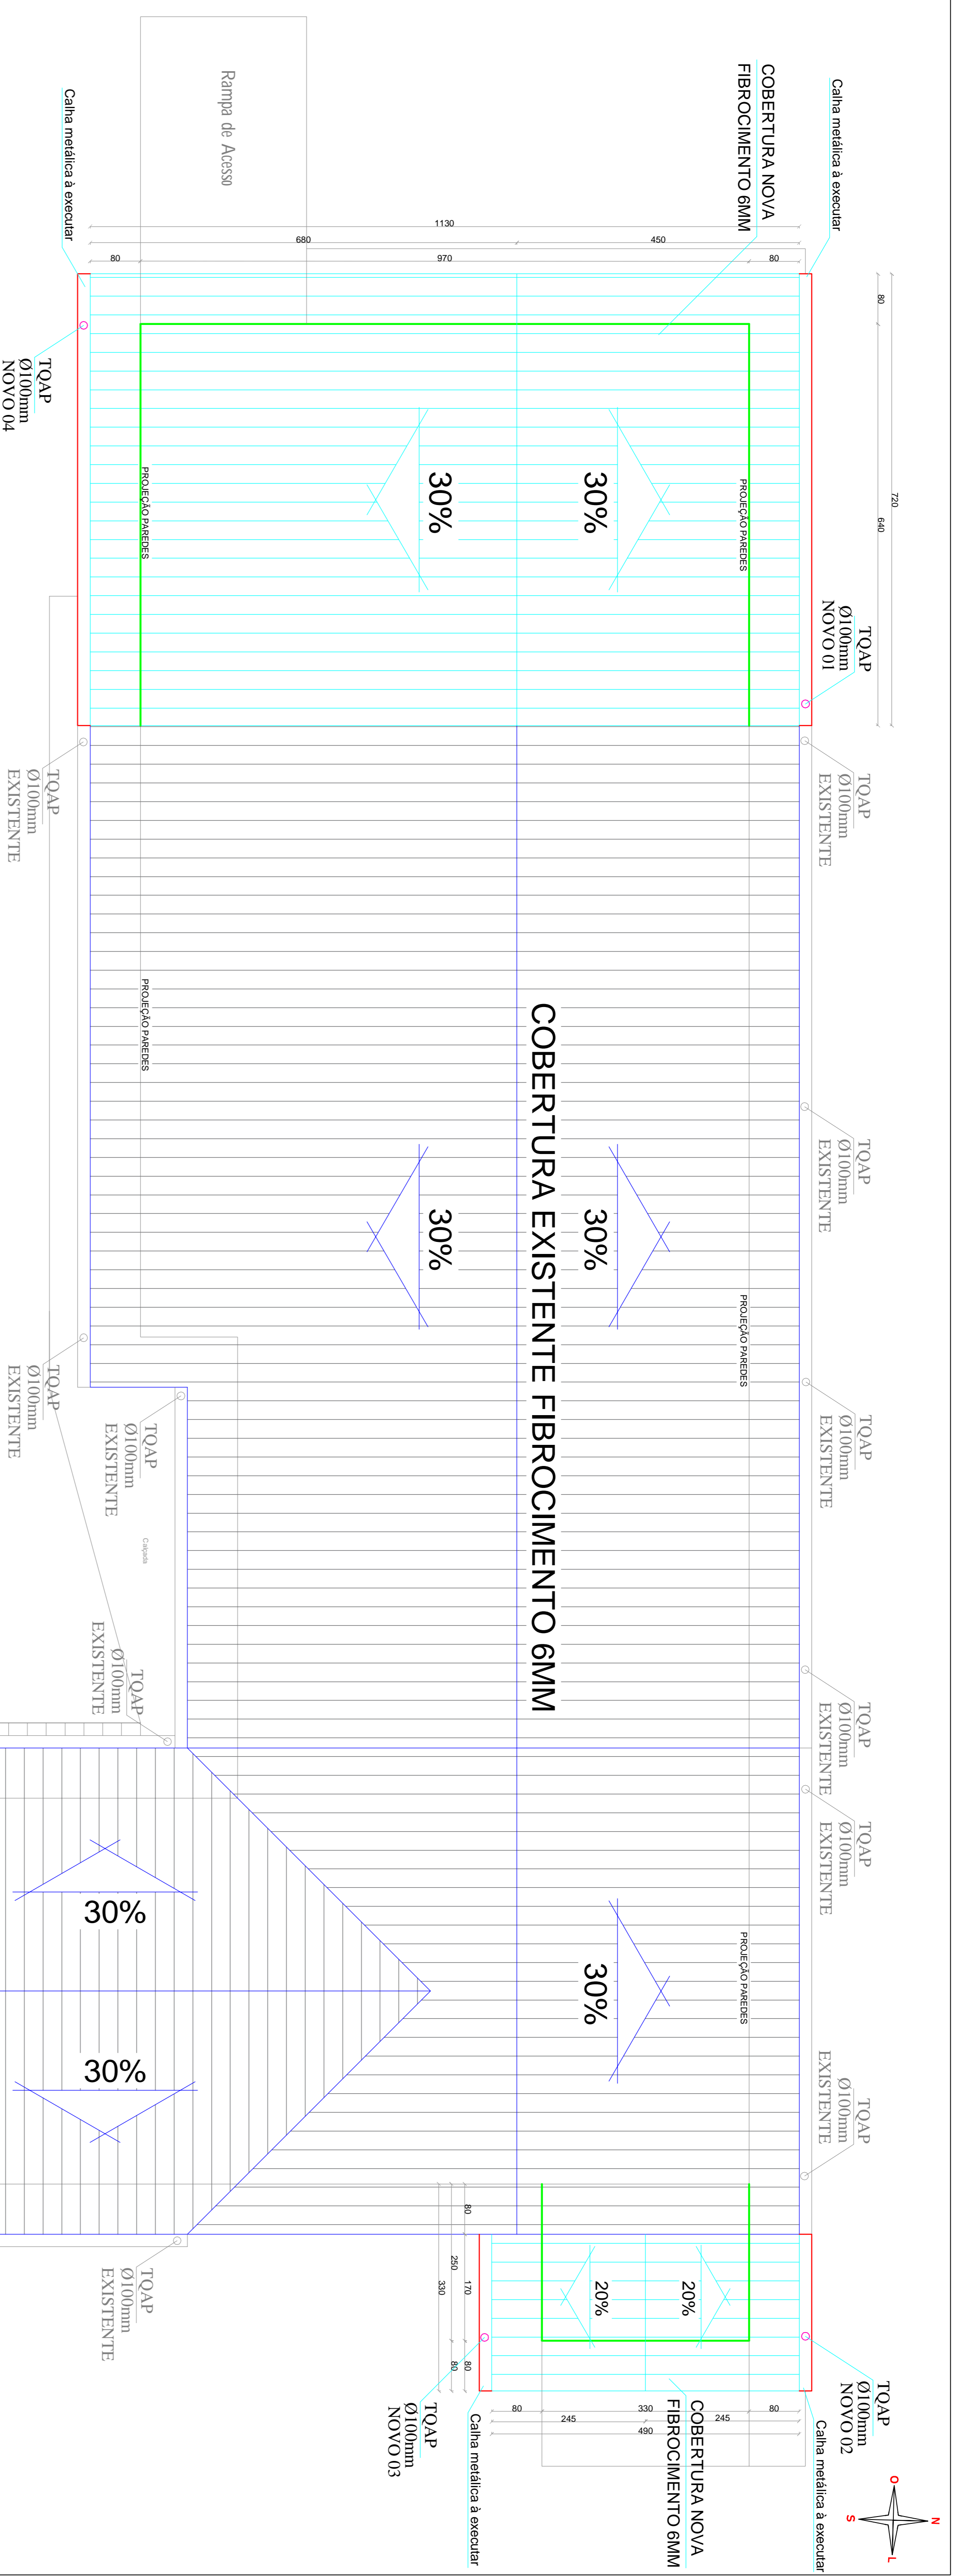 Calha metálica à executar
COBERTURA NOVA
FIBROCIMENTO 6MM
Rampa de Acesso
Calha metálica à executar
720
80
640
1130
680
450
80
970
80
TQAP
Ø100mm
NOVO 01
TQAP
Ø100mm
NOVO 04
PROJEÇÃO PAREDES
30%
30%
PROJEÇÃO PAREDES
TQAP
Ø100mm
EXISTENTE
TQAP
Ø100mm
EXISTENTE
TQAP
Ø100mm
EXISTENTE
TQAP
Ø100mm
EXISTENTE
TQAP
Ø100mm
EXISTENTE
TQAP
Ø100mm
EXISTENTE
COBERTURA EXISTENTE FIBROCIMENTO 6MM
PROJEÇÃO PAREDES
30%
30%
PROJEÇÃO PAREDES
PROJEÇÃO PAREDES
30%
TQAP
Ø100mm
EXISTENTE
TQAP
Ø100mm
EXISTENTE
TQAP
Ø100mm
EXISTENTE
Calçada
TQAP
Ø100mm
EXISTENTE
30%
30%
TQAP
Ø100mm
EXISTENTE
80
170
80
250
80
330
20%
20%
TQAP
Ø100mm
NOVO 02
TQAP
Ø100mm
NOVO 03
80
330
80
245
245
490
Calha metálica à executar
COBERTURA NOVA
FIBROCIMENTO 6MM
Calha metálica à executar
N
O
L
S